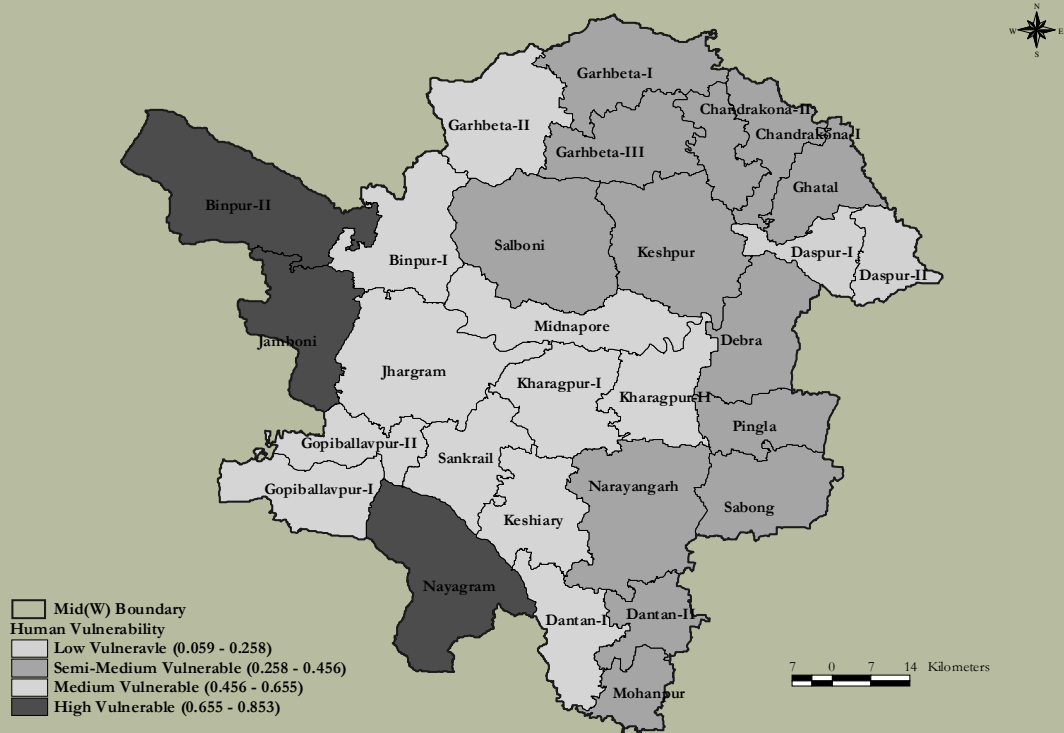 N
W E
S
Garhbeta-I
Chandrakona-II
Garhbeta-II
Chandrakona-I
Garhbeta-III
Ghatal
Binpur-II
Salboni
Keshpur
Daspur-I
Binpur-I
Daspur-II
Midnapore
Jamboni
Debra
Jhargram
Kharagpur-I
Kharagpur-II
Pingla
Gopiballavpur-II
Sankrail
Gopiballavpur-I
Narayangarh
Sabong
Keshiary
Nayagram
Dantan-I
Dantan-II
Mohanpur
Mid(W) Boundary
Human Vulnerability
Low Vulneravle (0.059 - 0.258)
Semi-Medium Vulnerable (0.258 - 0.456)
Medium Vulnerable (0.456 - 0.655)
High Vulnerable (0.655 - 0.853)
7 0 7 14 Kilometers